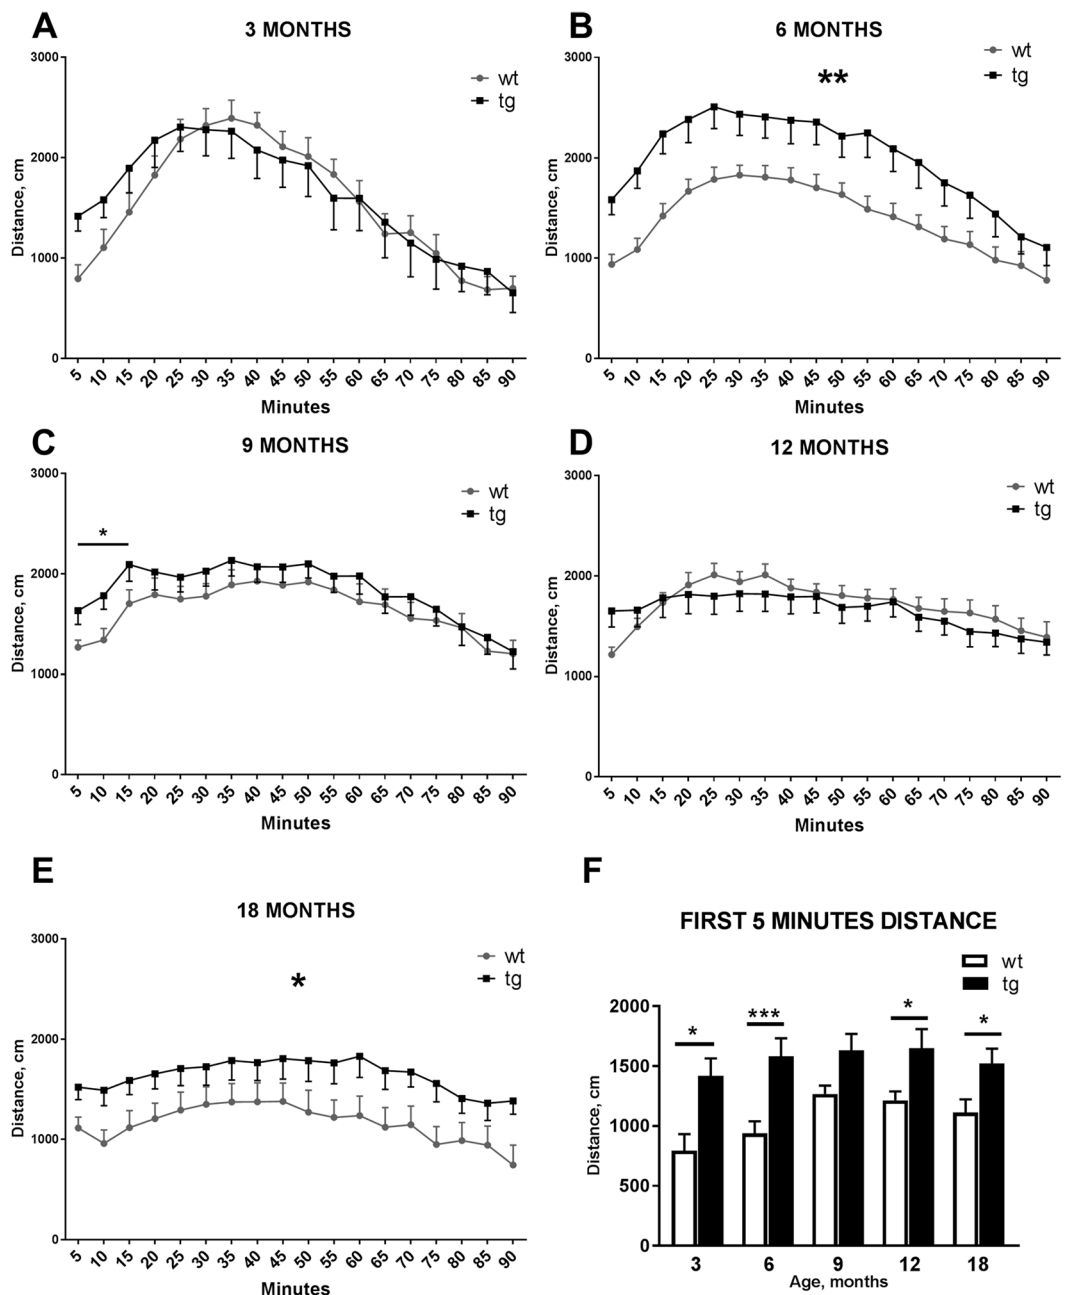 A
3 MONTHS
wt
tg
3000
2000
1000
0
Distance, cm
5 10 15 20 25 30 35 40 45 50 55 60 65 70 75 80 85 90
Minutes
B
6 MONTHS
wt
tg
**
3000
2000
1000
0
Distance, cm
5 10 15 20 25 30 35 40 45 50 55 60 65 70 75 80 85 90
Minutes
C
9 MONTHS
wt
tg
*
3000
2000
1000
0
Distance, cm
5 10 15 20 25 30 35 40 45 50 55 60 65 70 75 80 85 90
Minutes
D
12 MONTHS
wt
tg
3000
2000
1000
0
Distance, cm
5 10 15 20 25 30 35 40 45 50 55 60 65 70 75 80 85 90
Minutes
E
18 MONTHS
wt
tg
*
3000
2000
1000
0
Distance, cm
5 10 15 20 25 30 35 40 45 50 55 60 65 70 75 80 85 90
Minutes
F
FIRST 5 MINUTES DISTANCE
wt
tg
* *** * *
2000
1500
1000
500
0
Distance, cm
3 6 9 12 18
Age, months